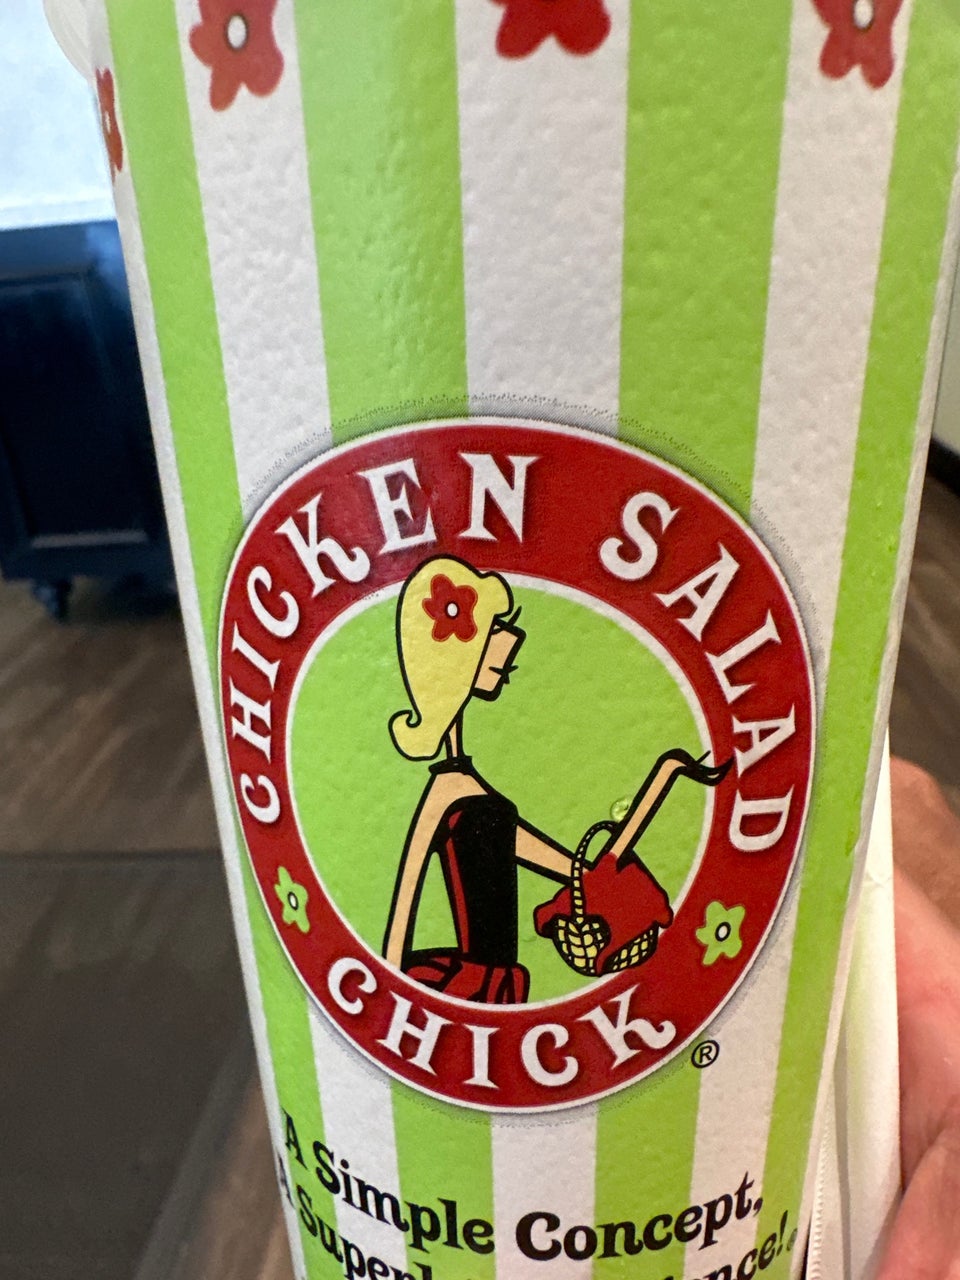 CHICKEN SALAD
CHICK
®
A Simple Concept,
A